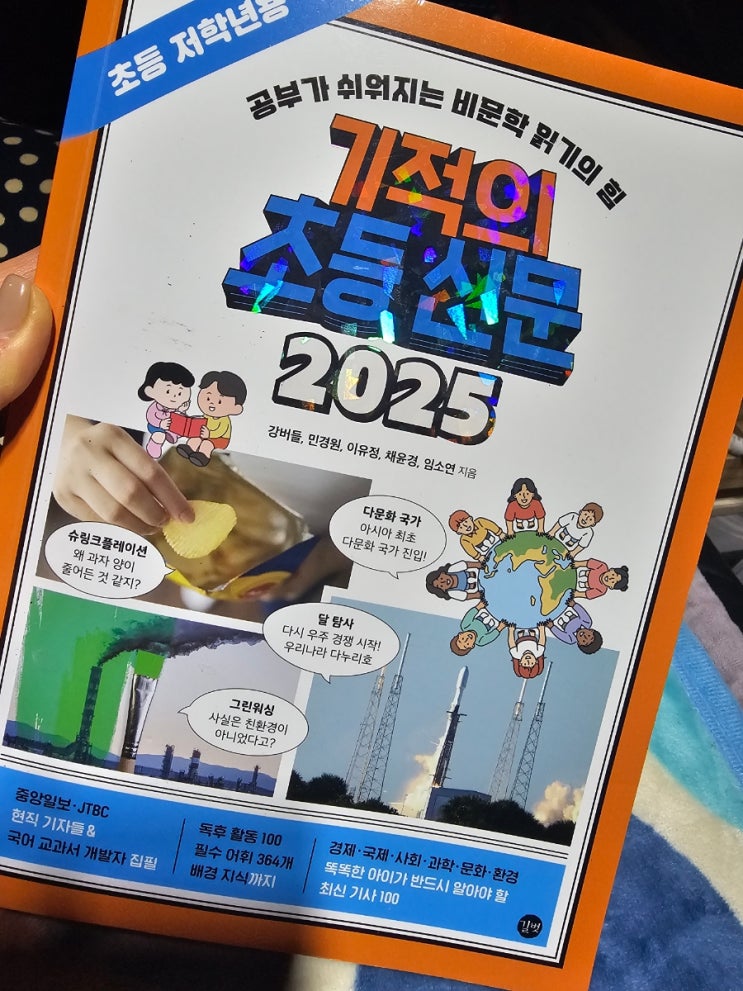 초등 저학년용
공부가 쉬워지는 비문학 읽기의 힘
기적의
초등 신문
2025
강버들, 민경원, 이유정, 채윤경, 임소연 지음
슈링크플레이션
왜 과자 양이
줄어든 것 같지?
다문화 국가
아시아 최초
다문화 국가 진입!
달 탐사
다시 우주 경쟁 시작!
우리나라 다누리호
그린워싱
사실은 친환경이
아니었다고?
중앙일보·JTBC
현직 기자들 &
국어 교과서 개발자 집필
독후 활동 100
필수 어휘 364개
배경 지식까지
경제·국제·사회·과학·문화·환경
똑똑한 아이가 반드시 알아야 할
최신 기사 100
길벗